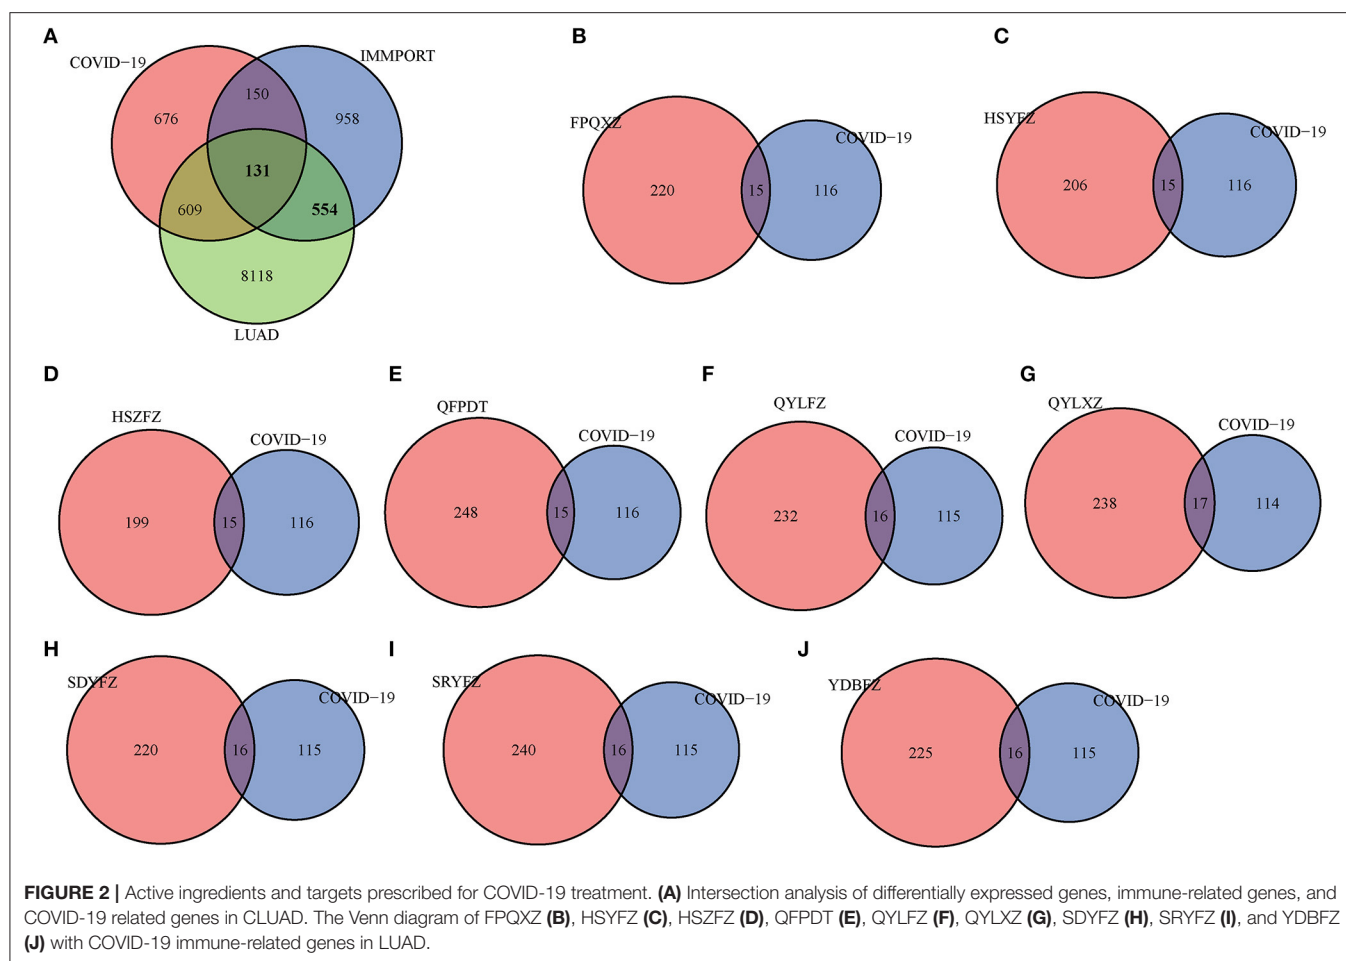 A
COVID−19
IMMPORT
150
676
958
131
609
554
8118
LUAD
B
FPQXZ
COVID−19
220
15
116
C
HSYFZ
COVID−19
206
15
116
D
HSZFZ
COVID−19
199
15
116
E
QFPDT
COVID−19
248
15
116
F
QYLFZ
COVID−19
232
16
115
G
QYLXZ
COVID−19
238
17
114
H
SDYFZ
COVID−19
220
16
115
I
SRYFZ
COVID−19
240
16
115
J
YDBFZ
COVID−19
225
16
115
FIGURE 2 | Active ingredients and targets prescribed for COVID-19 treatment. (A) Intersection analysis of differentially expressed genes, immune-related genes, and
COVID-19 related genes in CLUAD. The Venn diagram of FPQXZ (B), HSYFZ (C), HSZFZ (D), QFPDT (E), QYLFZ (F), QYLXZ (G), SDYFZ (H), SRYFZ (I), and YDBFZ
(J) with COVID-19 immune-related genes in LUAD.